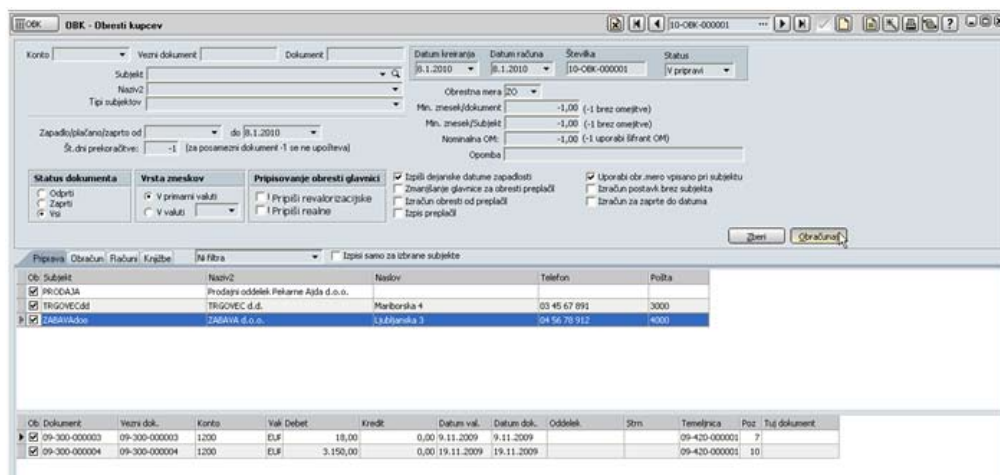 OBK OBK - Obresti kupcev 10-OBK-000001
Konto Vezni dokument Dokument Datum kreiranja Datum računa Številka Status
8.1.2010 8.1.2010 10-OBK-000001 V pripravi
Subjekt
Naziv2
Tipi subjektov
Obrestna mera ZO
Min. znesek/dokument -1,00 (-1 brez omejitve)
Min. znesek/Subjekt -1,00 (-1 brez omejitve)
Nominalna OM: -1,00 (-1 uporabi šifrant OM)
Opomba
Zapadlo/plačano/zaprto od do 8.1.2010
Št.dni prekoračitve: -1 (za posamezni dokument -1 se ne upošteva)
Status dokumenta Vrsta zneskov Pripisovanje obresti glavnici
Odprti
Zaprti
Vsi
V primarni valuti
V valuti
! Pripiši revalorizacijske
! Pripiši realne
Izpiši dejanske datume zapadlosti
Zmanjšanje glavnice za obresti preplačil
Izračun obresti od preplačil
Izpis preplačil
Uporabi obr.mero vpisano pri subjektu
Izračun postavk brez subjekta
Izračun za zaprte do datuma
Zberi Obračunaj
Priprava Obračun Računi Knjižbe Ni filtra Izpisi samo za izbrane subjekte
Ob Subjekt Naziv2 Naslov Telefon Pošta
PRODAJA Prodajni oddelek Pekarne Ajda d.o.o.
TRGOVECdd TRGOVEC d.d. Mariborska 4 03 45 67 891 3000
ZABAVAdoo ZABAVA d.o.o. Ljubljanska 3 04 56 78 912 4000
Ob Dokument Vezni dok. Konto Val Debet Kredit Datum val. Datum dok. Oddelek Strn Temeljnica Poz Tuj dokument
09-300-000003 09-300-000003 1200 EUF 18,00 0,00 9.11.2009 9.11.2009 09-420-000001 7
09-300-000004 09-300-000004 1200 EUF 3.150,00 0,00 19.11.2009 19.11.2009 09-420-000001 10